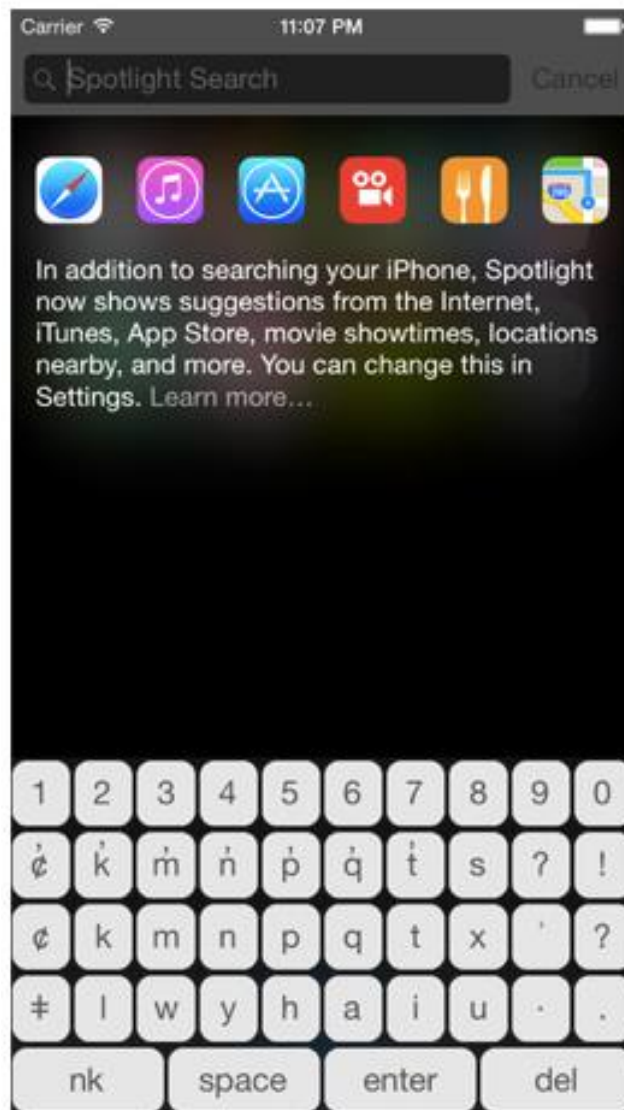 Carrier 11:07 PM
Spotlight Search Cancel
In addition to searching your iPhone, Spotlight
now shows suggestions from the Internet,
iTunes, App Store, movie showtimes, locations
nearby, and more. You can change this in
Settings. Learn more...
1 2 3 4 5 6 7 8 9 0
¢̓ k̓ m̓ n̓ p̓ q̓ t̓ s ? !
¢ k m n p q t x ʼ ?
ǂ l w y h a i u · .
nk space enter del